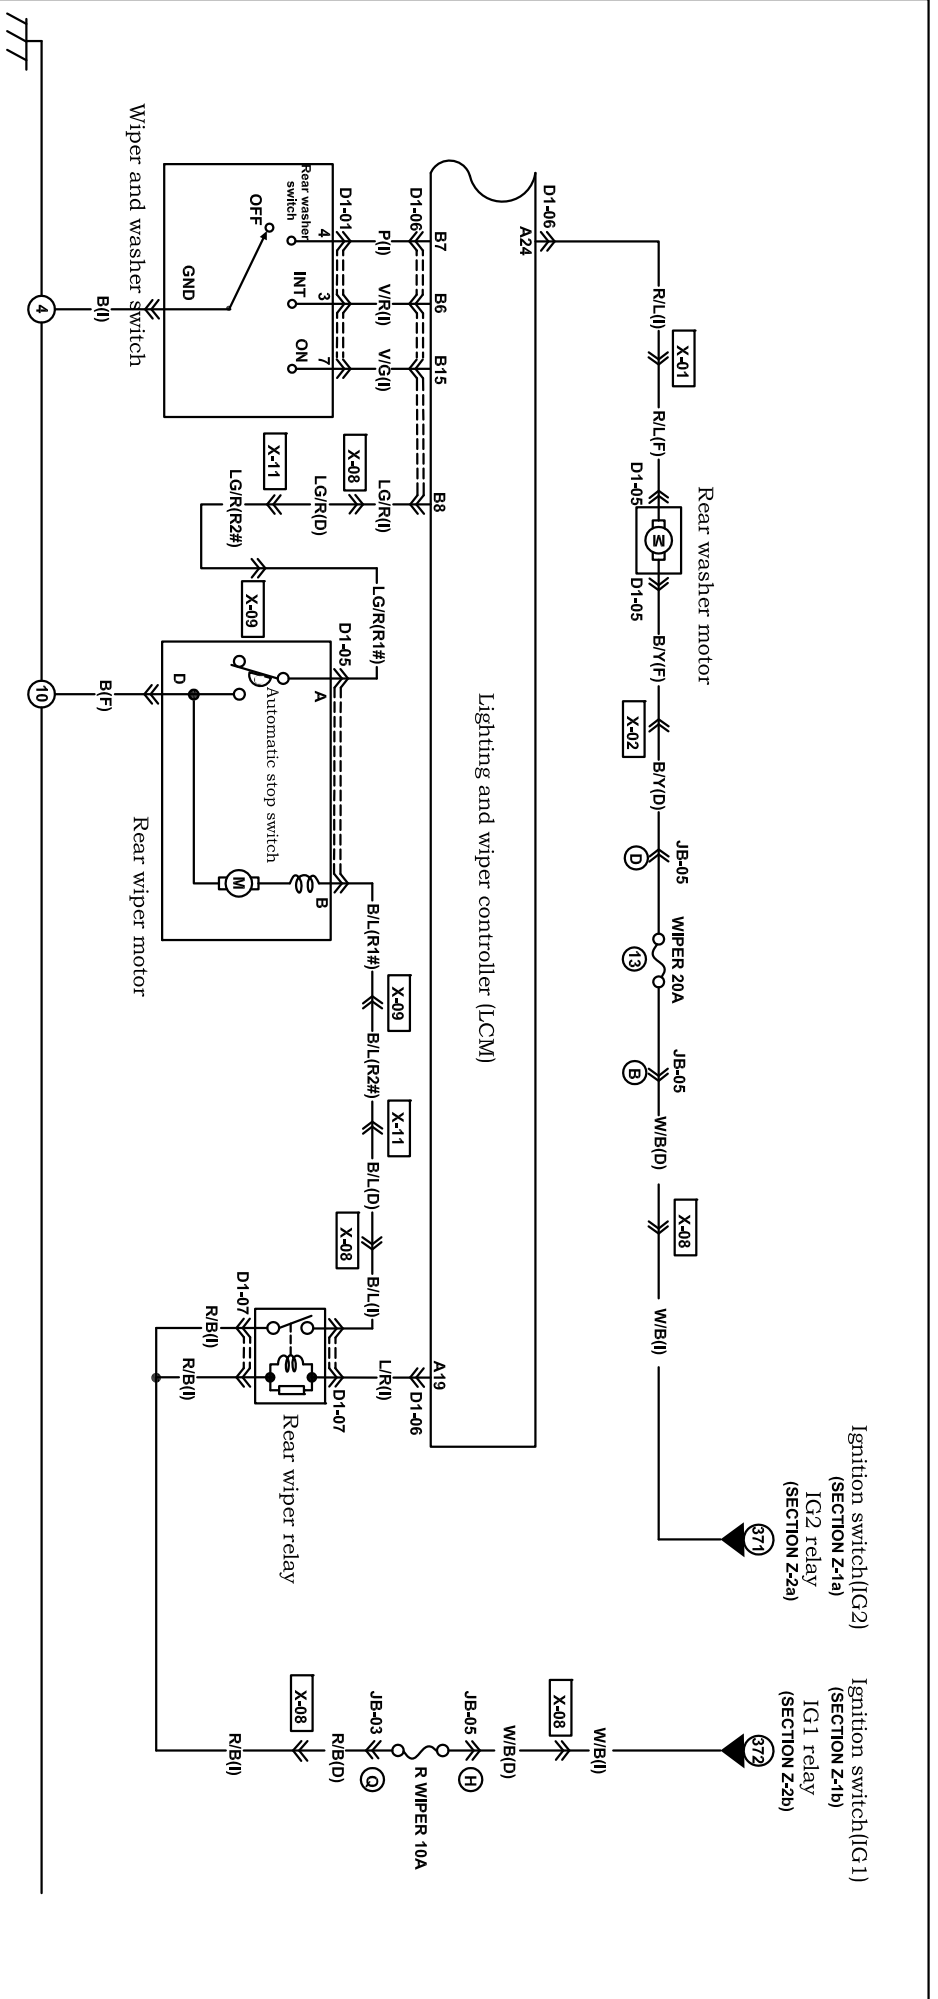 Ignition switch(IG2)
(SECTION Z-1a)
IG2 relay
(SECTION Z-2a)
371
Ignition switch(IG1)
(SECTION Z-1b)
IG1 relay
(SECTION Z-2b)
372
Rear washer motor
D1-06
A24
R/L(I)
X-01
R/L(F)
D1-05
M
D1-05
B/Y(F)
X-02
B/Y(D)
JB-05
D
WIPER 20A
13
JB-05
B
W/B(D)
X-08
W/B(I)
W/B(I)
X-08
W/B(D)
JB-05
H
R WIPER 10A
JB-03
Q
R/B(D)
X-08
R/B(I)
Lighting and wiper controller (LCM)
B7
B6
B15
B8
A19
D1-06
D1-06
P(I)
V/R(I)
V/G(I)
LG/R(I)
L/R(I)
D1-01
4
3
7
Rear washer
switch
INT
ON
OFF
GND
Wiper and washer switch
B(I)
4
X-08
LG/R(D)
X-11
LG/R(R2#)
X-09
LG/R(R1#)
D1-05
A
Automatic stop switch
D
M
B
Rear wiper motor
B(F)
10
B/L(R1#)
X-09
B/L(R2#)
X-11
B/L(D)
X-08
B/L(I)
D1-07
D1-07
Rear wiper relay
R/B(I)
R/B(I)